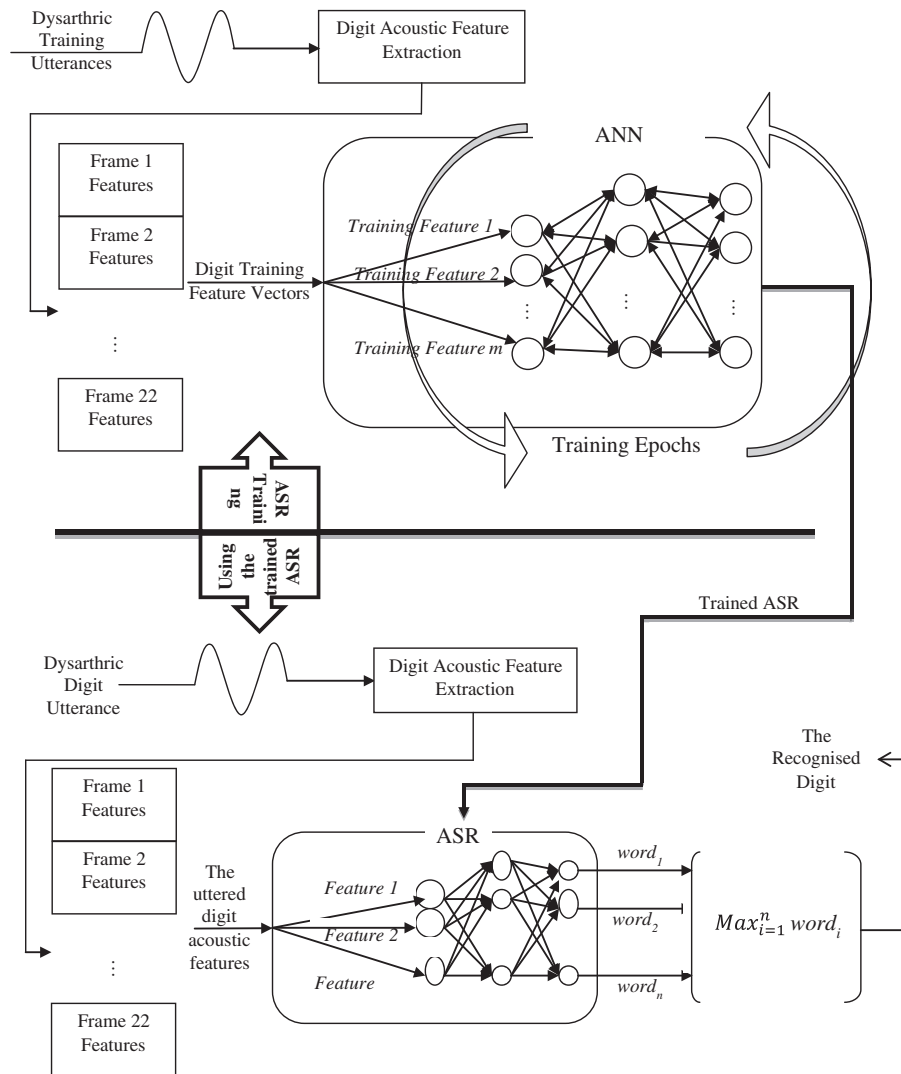 Dysarthric
Training
Utterances
Digit Acoustic Feature
Extraction
Frame 1
Features
Frame 2
Features
⋮
Frame 22
Features
Digit Training
Feature Vectors
ANN
Training Feature 1
Training Feature 2
⋮
Training Feature m
⋮
⋮
Training Epochs
ASR
Traini
ng
Using
the
trained
ASR
Trained ASR
Dysarthric
Digit
Utterance
Digit Acoustic Feature
Extraction
The
Recognised
Digit
Frame 1
Features
Frame 2
Features
⋮
Frame 22
Features
The
uttered
digit
acoustic
features
ASR
Feature 1
Feature 2
Feature
word₁
word₂
wordₙ
Max_{i=1}^{n} word_i